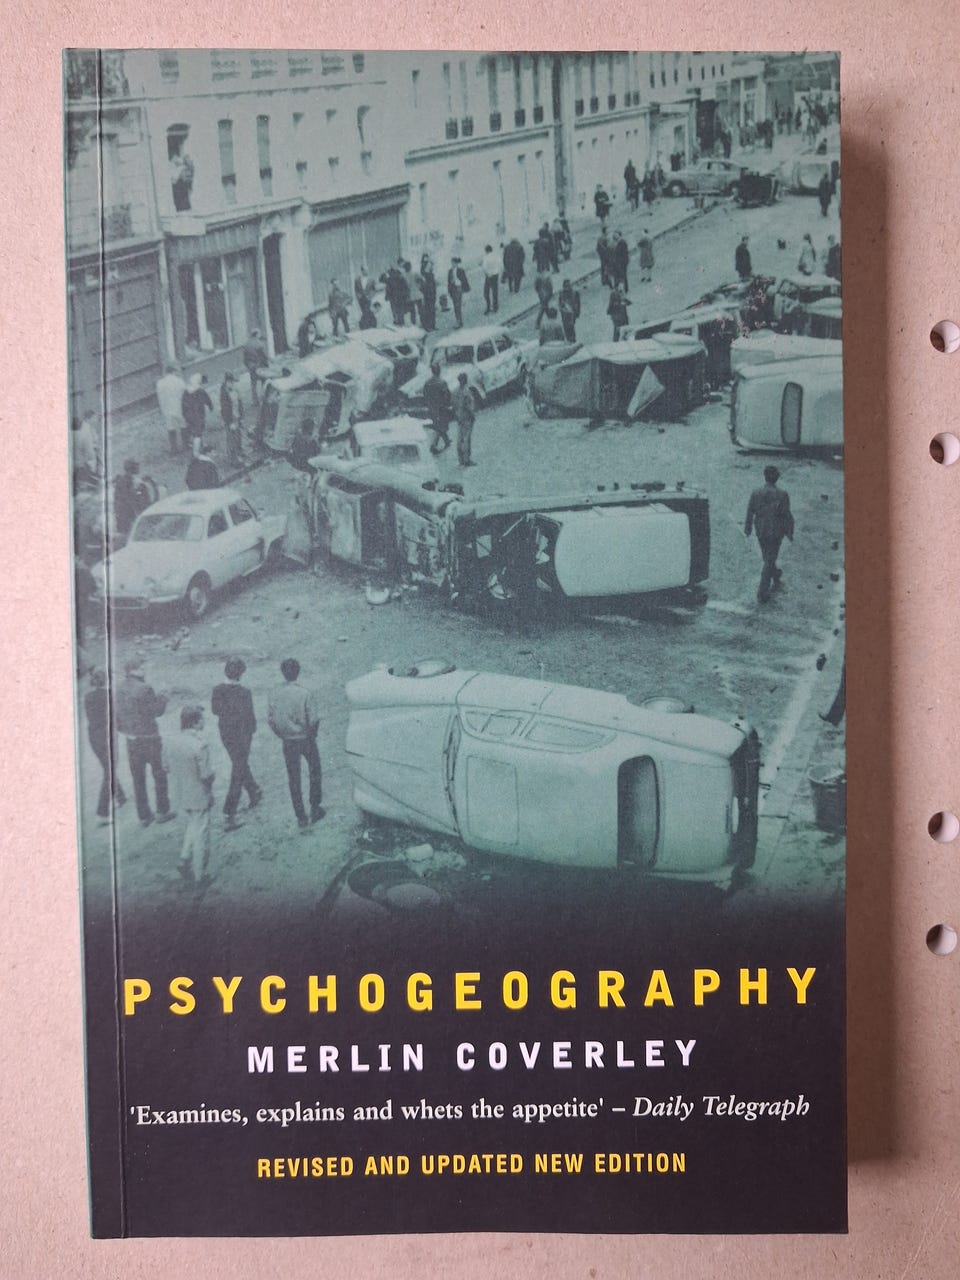 PSYCHOGEOGRAPHY
MERLIN COVERLEY
'Examines, explains and whets the appetite' – Daily Telegraph
REVISED AND UPDATED NEW EDITION